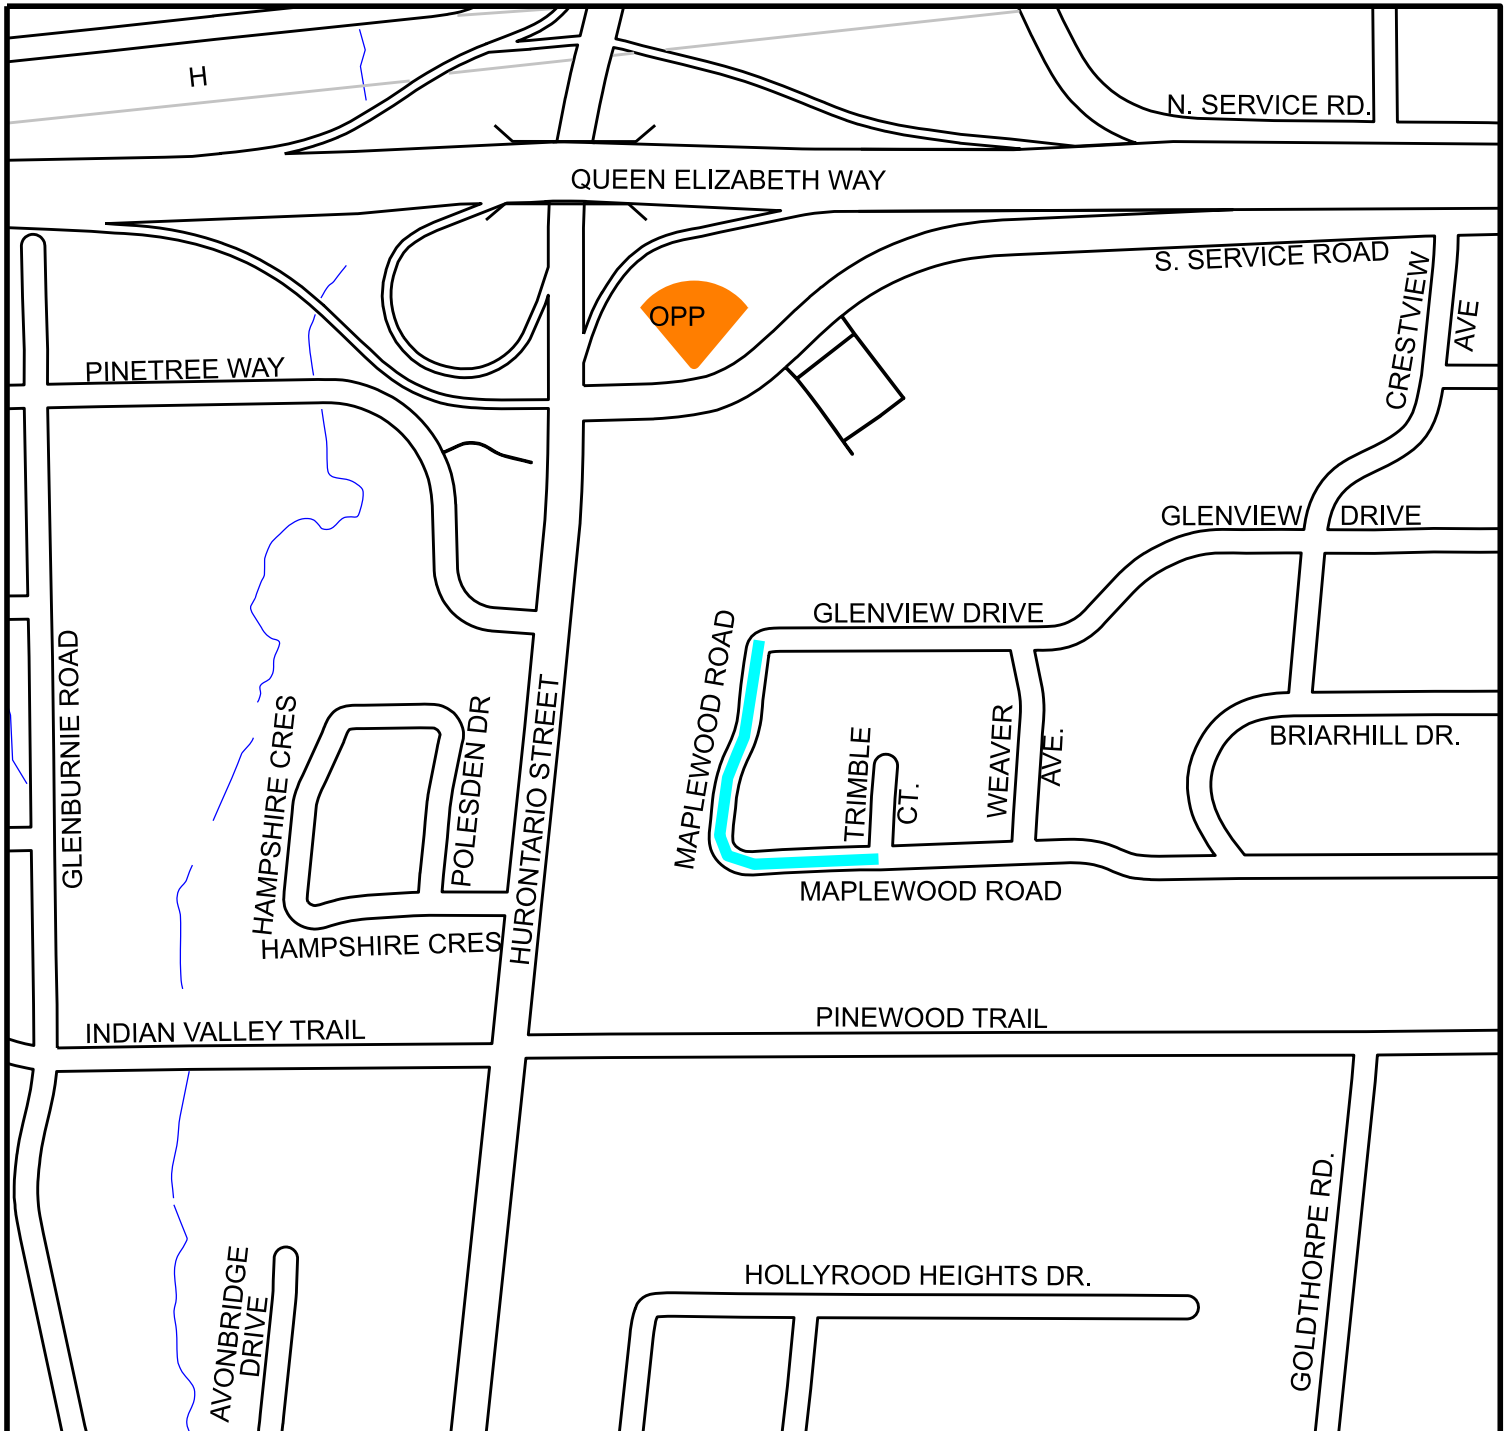 H
N. SERVICE RD.
QUEEN ELIZABETH WAY
S. SERVICE ROAD
CRESTVIEW
AVE
OPP
PINETREE WAY
GLENVIEW DRIVE
GLENVIEW DRIVE
MAPLEWOOD ROAD
GLENBURNIE ROAD
HAMPSHIRE CRES
POLESDEN DR
HURONTARIO STREET
TRIMBLE
CT.
WEAVER
AVE.
BRIARHILL DR.
MAPLEWOOD ROAD
HAMPSHIRE CRES
INDIAN VALLEY TRAIL
PINEWOOD TRAIL
GOLDTHORPE RD.
AVONBRIDGE
DRIVE
HOLLYROOD HEIGHTS DR.